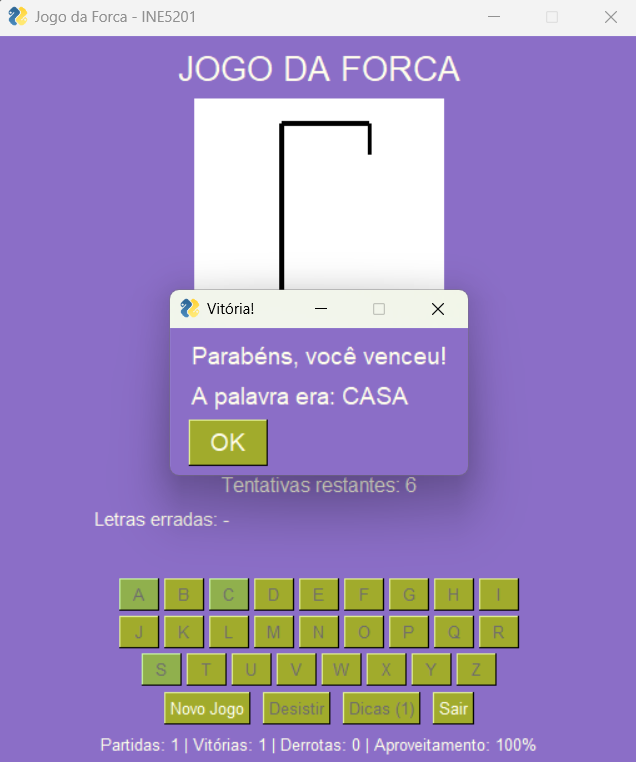 Jogo da Forca - INE5201
JOGO DA FORCA
Vitória!
Parabéns, você venceu!
A palavra era: CASA
OK
Tentativas restantes: 6
Letras erradas: -
A B C D E F G H I
J K L M N O P Q R
S T U V W X Y Z
Novo Jogo Desistir Dicas (1) Sair
Partidas: 1 | Vitórias: 1 | Derrotas: 0 | Aproveitamento: 100%